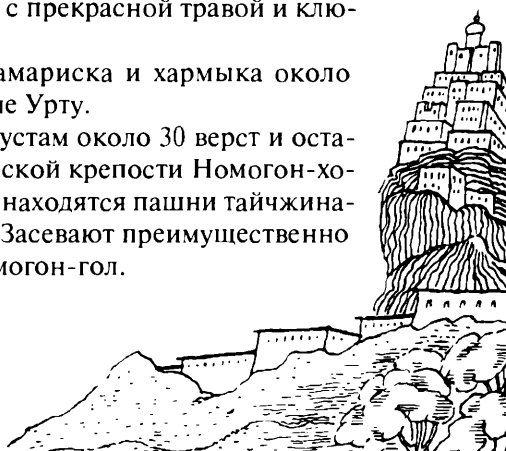 с прекрасной травой и клю-
амариска и хармыка около
ие Урту.
устам около 30 верст и оста-
ской крепости Номогон-хо-
находятся пашни тайчжина-
Засевают преимущественно
могон-гол.